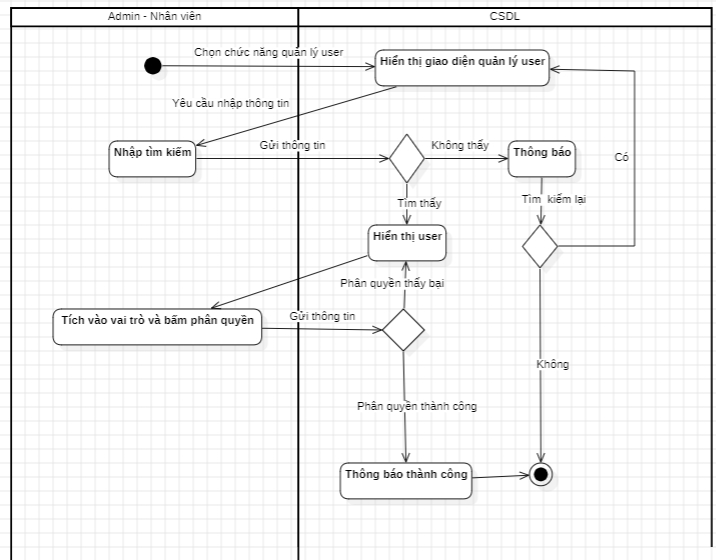 Admin - Nhân viên
CSDL
Chọn chức năng quản lý user
Hiển thị giao diện quản lý user
Yêu cầu nhập thông tin
Nhập tìm kiếm
Gửi thông tin
Không thấy
Thông báo
Có
Tìm thấy
Tìm kiếm lại
Hiển thị user
Phân quyền thấy bại
Tích vào vai trò và bấm phân quyền
Gửi thông tin
Không
Phân quyền thành công
Thông báo thành công